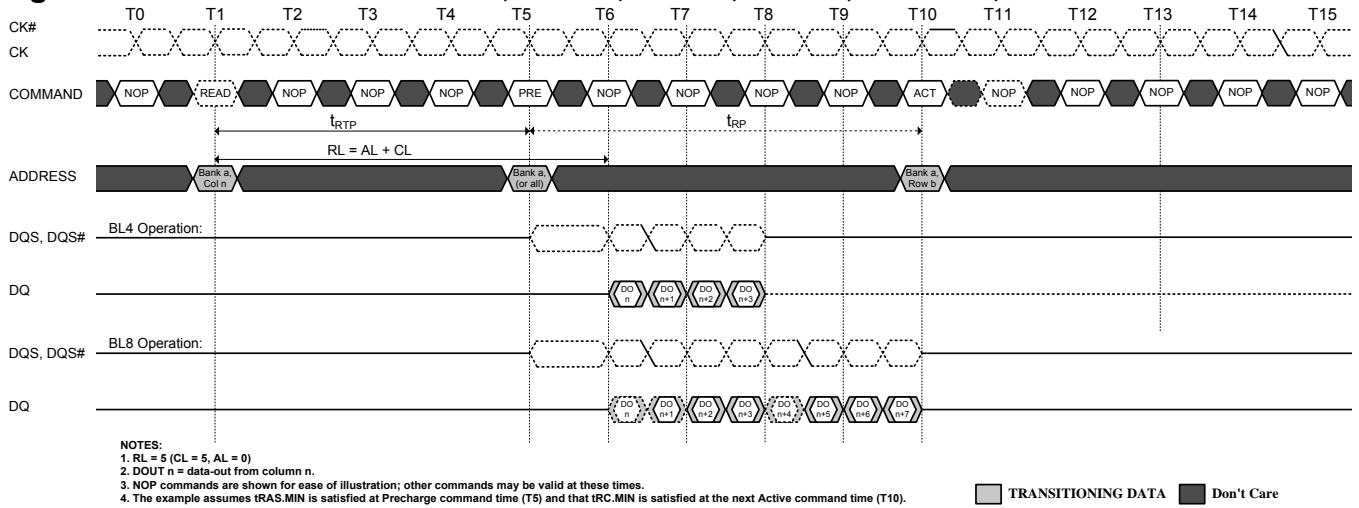 T0 T1 T2 T3 T4 T5 T6 T7 T8 T9 T10 T11 T12 T13 T14 T15
CK#
CK
COMMAND NOP READ NOP NOP NOP PRE NOP NOP NOP NOP ACT NOP NOP NOP NOP NOP
tRTP tRP
RL = AL + CL
ADDRESS Bank a, Col n Bank a, (or all) Bank a, Row b
BL4 Operation:
DQS, DQS#
DQ DO n DO n+1 DO n+2 DO n+3
BL8 Operation:
DQS, DQS#
DQ DO n DO n+1 DO n+2 DO n+3 DO n+4 DO n+5 DO n+6 DO n+7
NOTES:
1. RL = 5 (CL = 5, AL = 0)
2. DOUT n = data-out from column n.
3. NOP commands are shown for ease of illustration; other commands may be valid at these times.
4. The example assumes tRAS.MIN is satisfied at Precharge command time (T5) and that tRC.MIN is satisfied at the next Active command time (T10).
TRANSITIONING DATA Don't Care